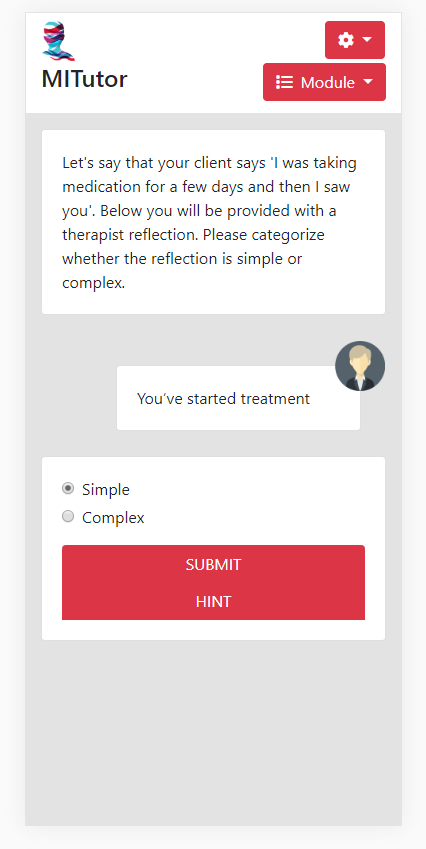 MITutor
Module
Let's say that your client says 'I was taking
medication for a few days and then I saw
you'. Below you will be provided with a
therapist reflection. Please categorize
whether the reflection is simple or
complex.
You've started treatment
Simple
Complex
SUBMIT
HINT